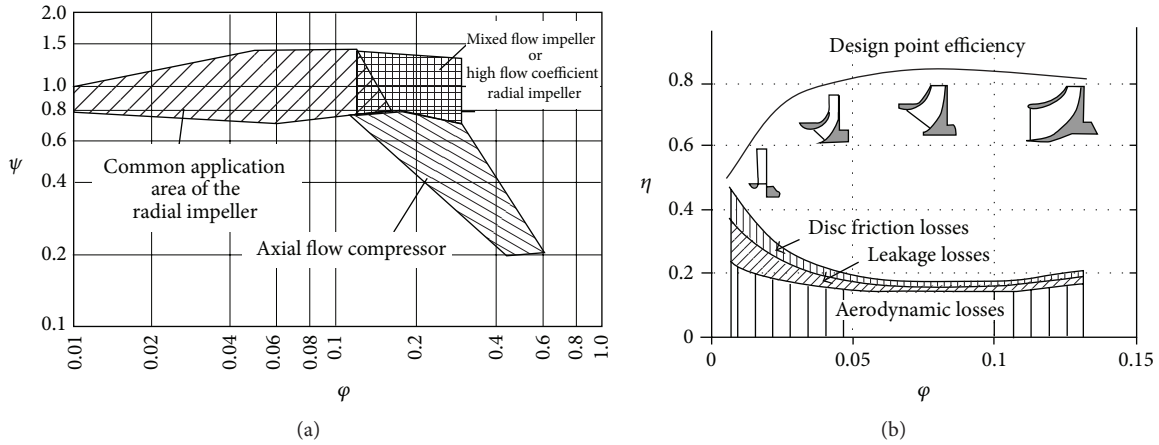 2.0
1.5
1.0
0.8
0.6
0.4
0.2
0.1
ψ
Mixed flow impeller
or
high flow coefficient
radial impeller
Common application
area of the
radial impeller
Axial flow compressor
0.01
0.02
0.04
0.06
0.08
0.1
0.2
0.4
0.6
0.8
1.0
φ
(a)
Design point efficiency
0.8
0.6
η
0.4
0.2
0
Disc friction losses
Leakage losses
Aerodynamic losses
0
0.05
0.1
0.15
φ
(b)